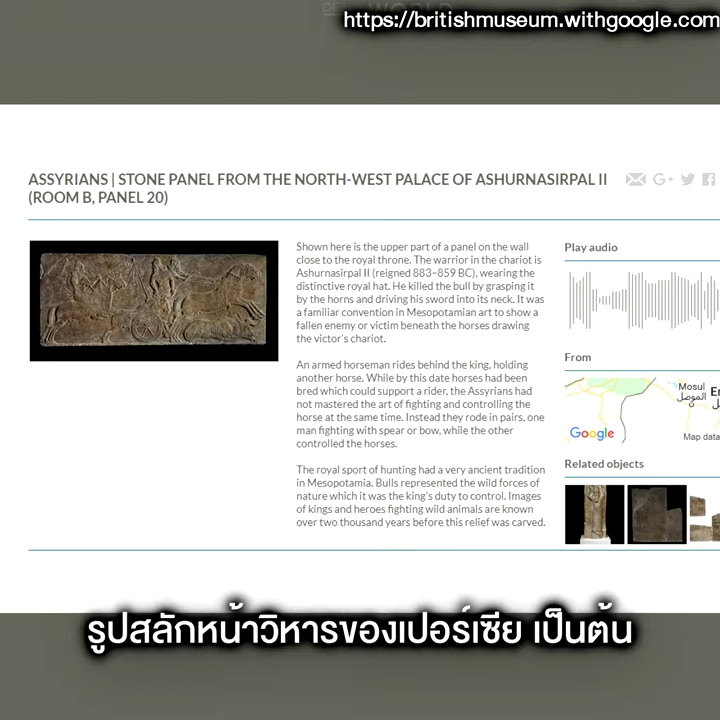 https://britishmuseum.withgoogle.com
ASSYRIANS | STONE PANEL FROM THE NORTH-WEST PALACE OF ASHURNASIRPAL II
(ROOM B, PANEL 20)
Shown here is the upper part of a panel on the wall
close to the royal throne. The warrior in the chariot is
Ashurnasirpal II (reigned 883–859 BC), wearing the
distinctive royal hat. He killed the bull by grasping it
by the horns and driving his sword into its neck. It was
a familiar convention in Mesopotamian art to show a
fallen enemy or victim beneath the horses drawing
the victor's chariot.
An armed horseman rides behind the king, holding
another horse. While by this date horses had been
bred which could support a rider, the Assyrians had
not mastered the art of fighting and controlling the
horse at the same time. Instead they rode in pairs, one
man fighting with spear or bow, while the other
controlled the horses.
The royal sport of hunting had a very ancient tradition
in Mesopotamia. Bulls represented the wild forces of
nature which it was the king's duty to control. Images
of kings and heroes fighting wild animals are known
over two thousand years before this relief was carved.
Play audio
From
Mosul
الموصل
Google
Map data
Related objects
รูปสลักหน้าวิหารของเปอร์เซีย เป็นต้น